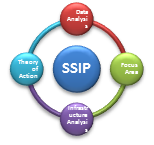 Data
Analysi
s
Theory
of
Action
SSIP
Focus
Area
Infrastr
ucture
Analysi
s